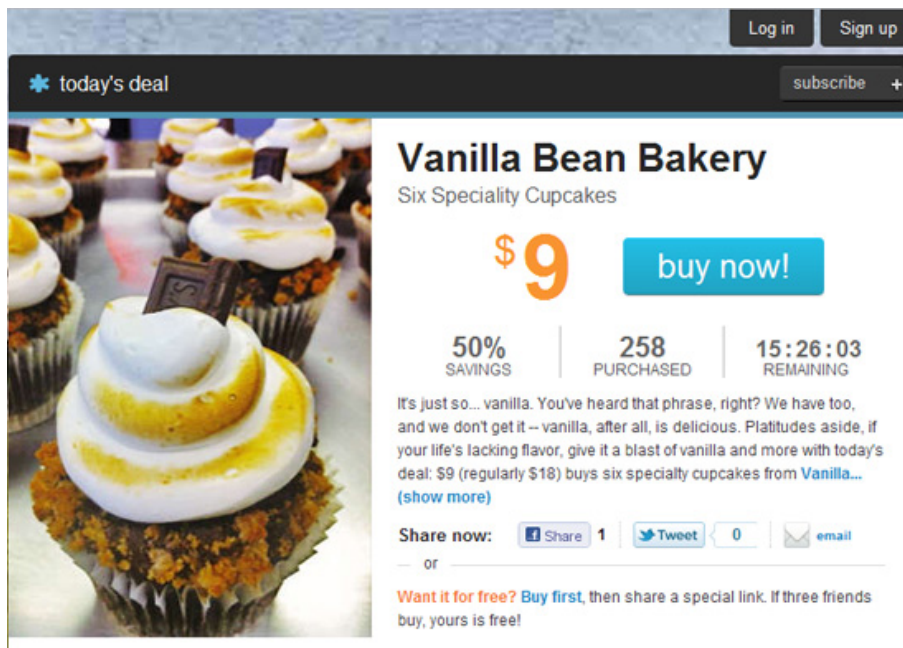 Log in
Sign up
today's deal
subscribe +
Vanilla Bean Bakery
Six Speciality Cupcakes
$9
buy now!
50%
SAVINGS
258
PURCHASED
15:26:03
REMAINING
It's just so... vanilla. You've heard that phrase, right? We have too,
and we don't get it -- vanilla, after all, is delicious. Platitudes aside, if
your life's lacking flavor, give it a blast of vanilla and more with today's
deal: $9 (regularly $18) buys six specialty cupcakes from Vanilla...
(show more)
Share now: Share 1 Tweet 0 email
or
Want it for free? Buy first, then share a special link. If three friends
buy, yours is free!